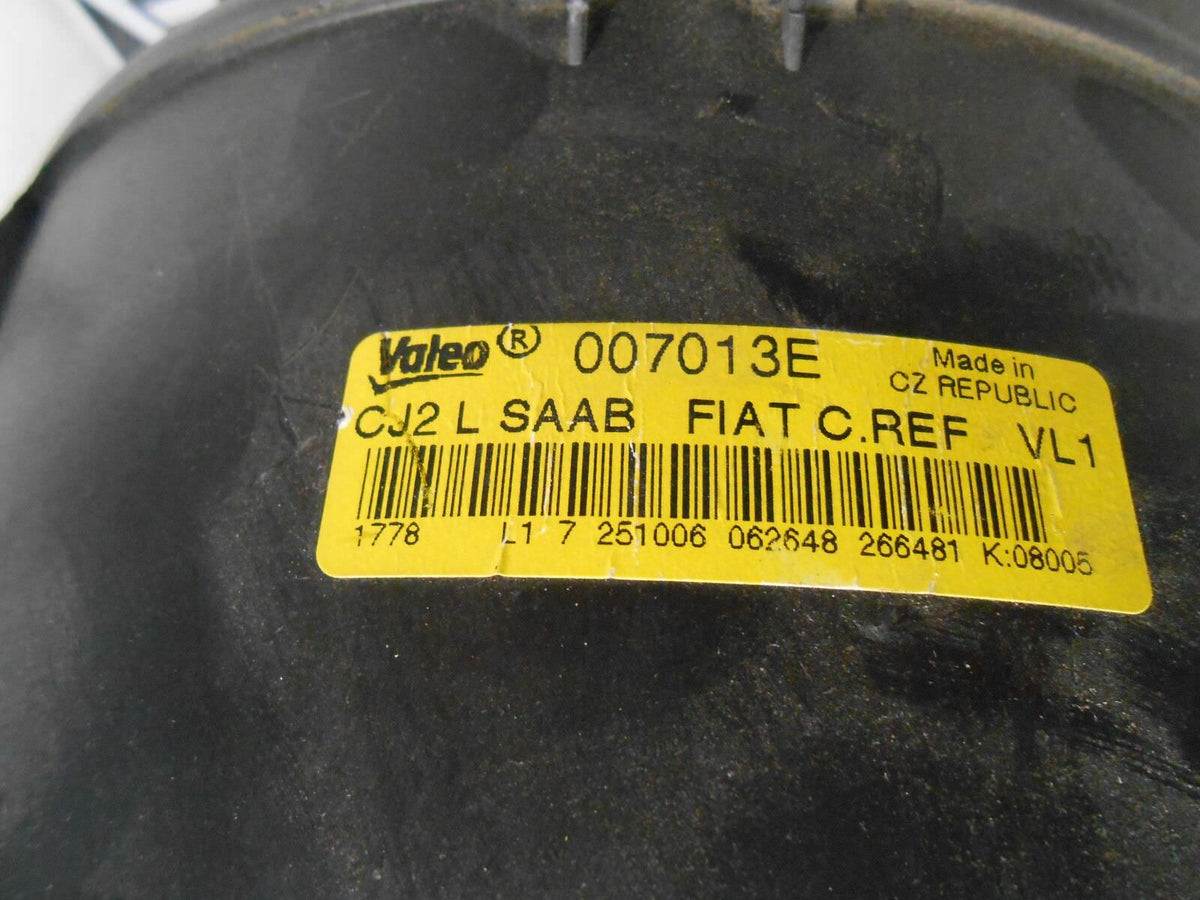 Valeo® 007013E Made in
CZ REPUBLIC
CJ2 L SAAB FIAT C.REF VL1
1778 L1 7 251006 062648 266481 K:08005